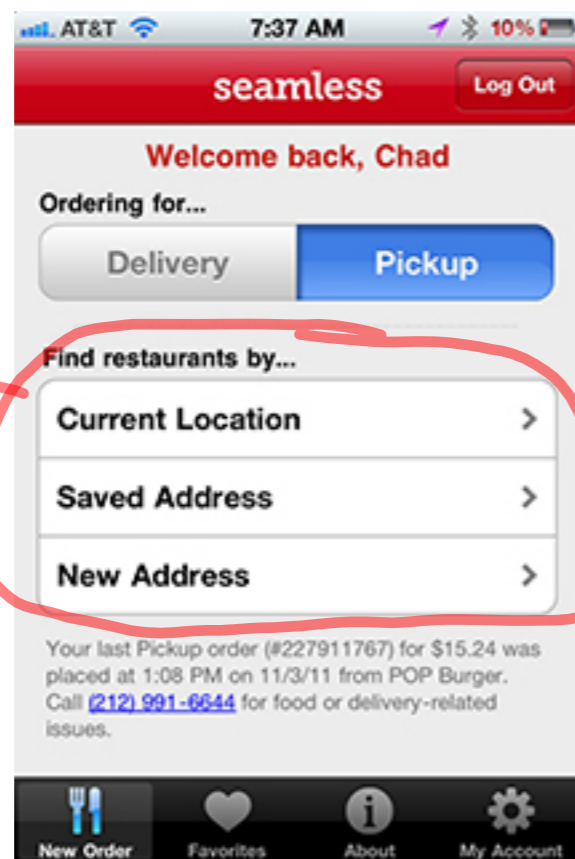 AT&T 7:37 AM 10%
seamless Log Out
Welcome back, Chad
Ordering for...
Delivery Pickup
Find restaurants by...
Current Location
Saved Address
New Address
Your last Pickup order (#227911767) for $15.24 was
placed at 1:08 PM on 11/3/11 from POP Burger.
Call (212) 991-6644 for food or delivery-related
issues.
New Order Favorites About My Account